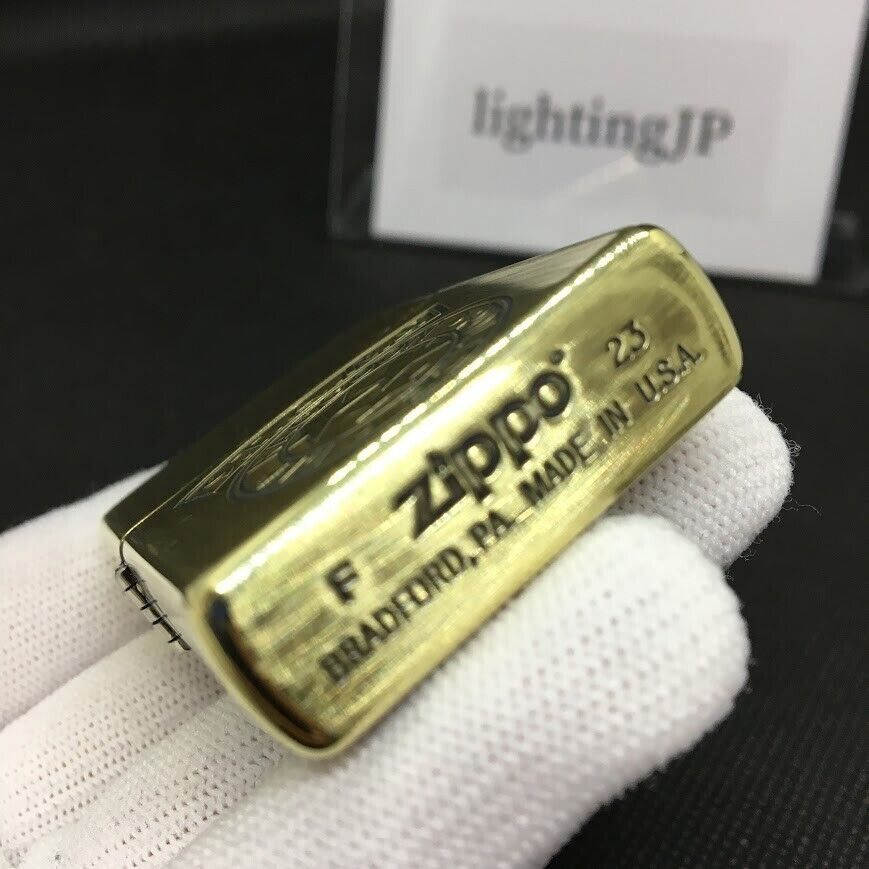 lightingJP
F zippo 23
BRADFORD, PA. MADE IN U.S.A.